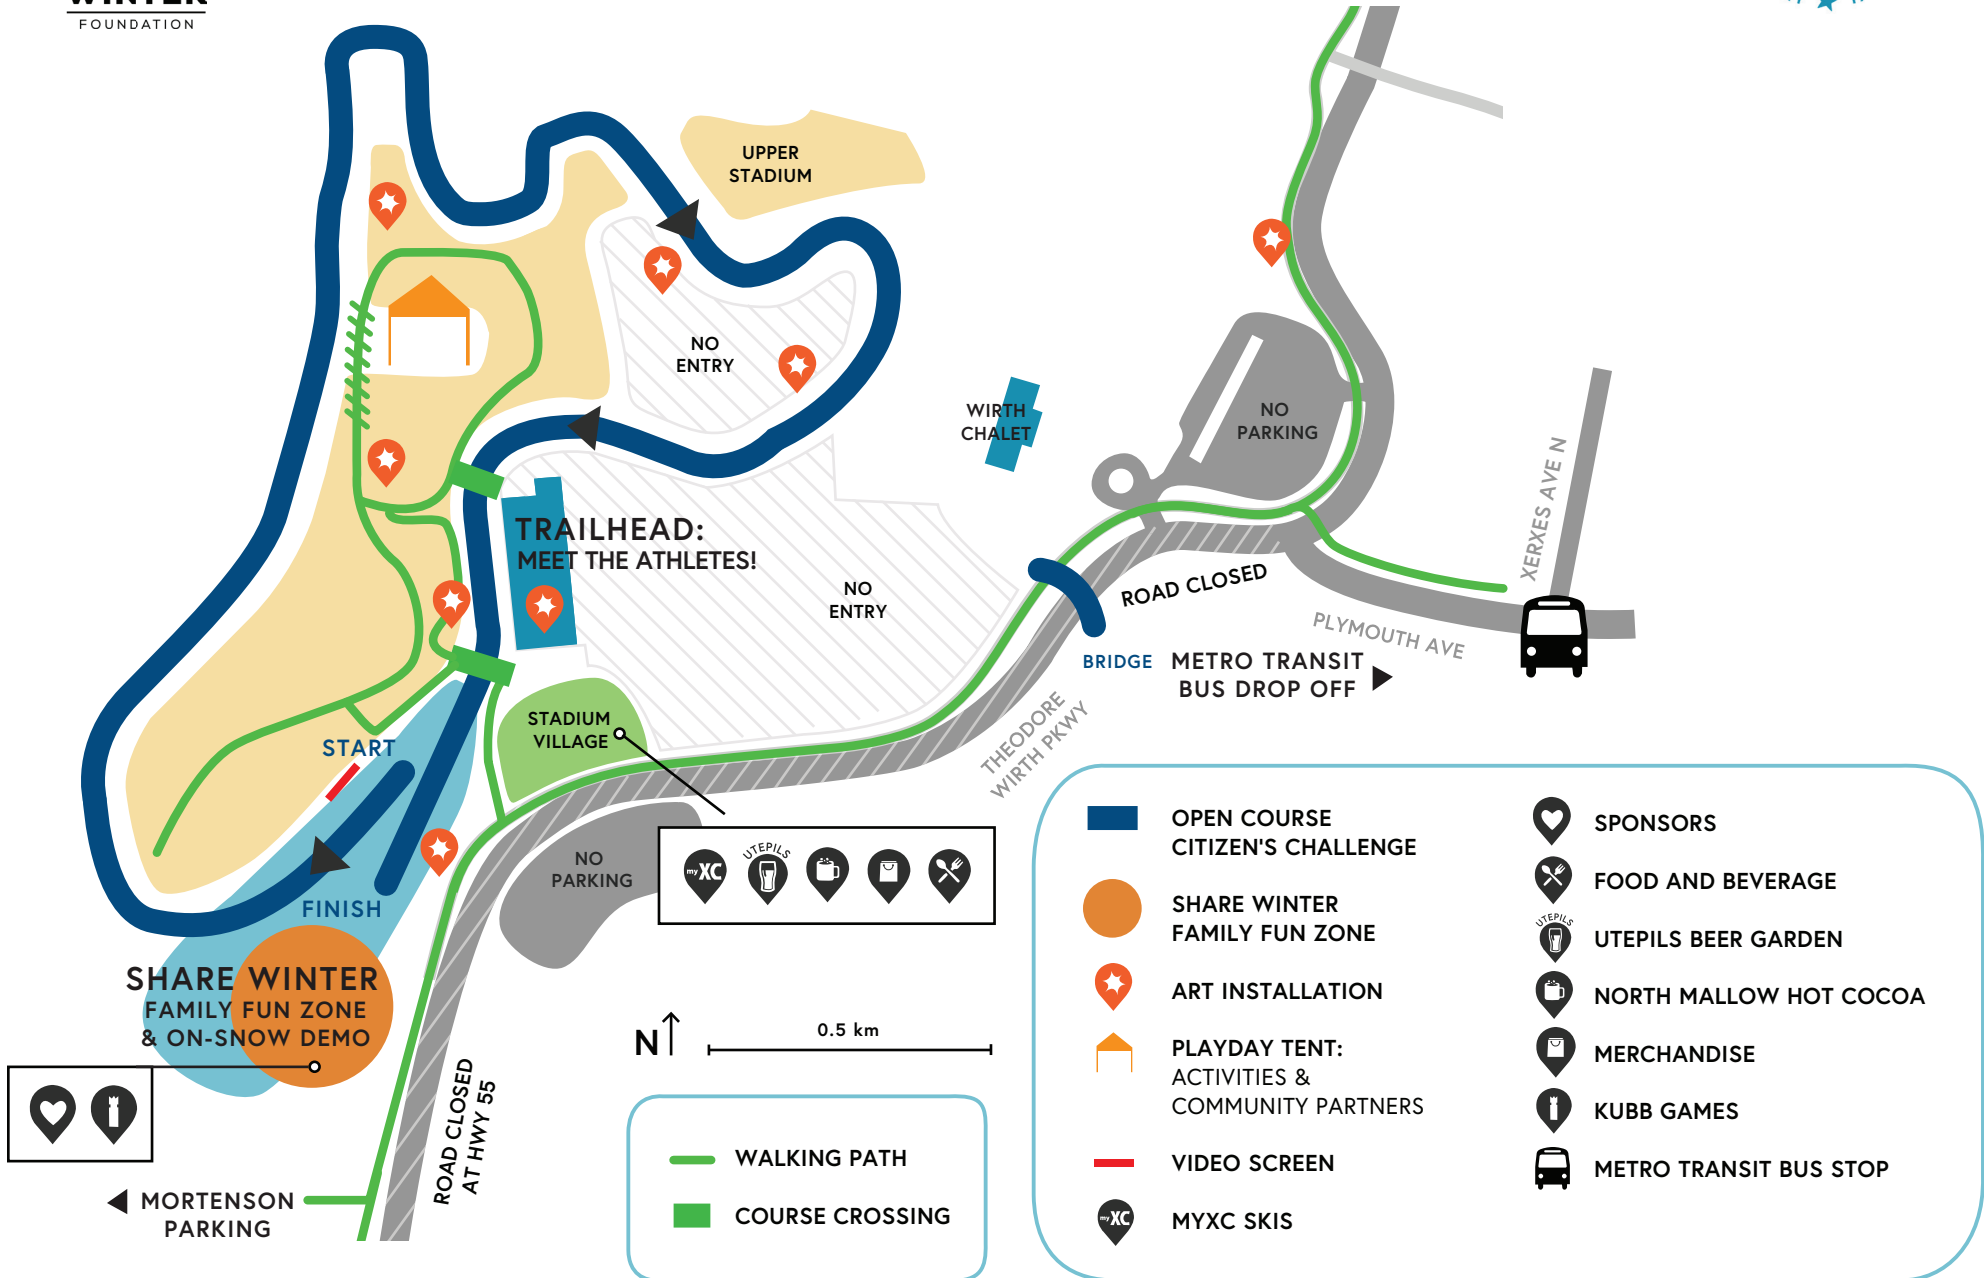 WINTER
FOUNDATION
UPPER
STADIUM
NO
ENTRY
WIRTH
CHALET
NO
PARKING
XERXES AVE N
TRAILHEAD:
MEET THE ATHLETES!
NO
ENTRY
ROAD CLOSED
PLYMOUTH AVE
BRIDGE
METRO TRANSIT
BUS DROP OFF
THEODORE
WIRTH PKWY
STADIUM
VILLAGE
START
FINISH
NO
PARKING
myXC
UTEPILS
SHARE WINTER
FAMILY FUN ZONE
& ON-SNOW DEMO
N
0.5 km
ROAD CLOSED
AT HWY 55
MORTENSON
PARKING
WALKING PATH
COURSE CROSSING
OPEN COURSE
CITIZEN'S CHALLENGE
SHARE WINTER
FAMILY FUN ZONE
ART INSTALLATION
PLAYDAY TENT:
ACTIVITIES &
COMMUNITY PARTNERS
VIDEO SCREEN
myXC
MYXC SKIS
SPONSORS
FOOD AND BEVERAGE
UTEPILS
UTEPILS BEER GARDEN
NORTH MALLOW HOT COCOA
MERCHANDISE
KUBB GAMES
METRO TRANSIT BUS STOP